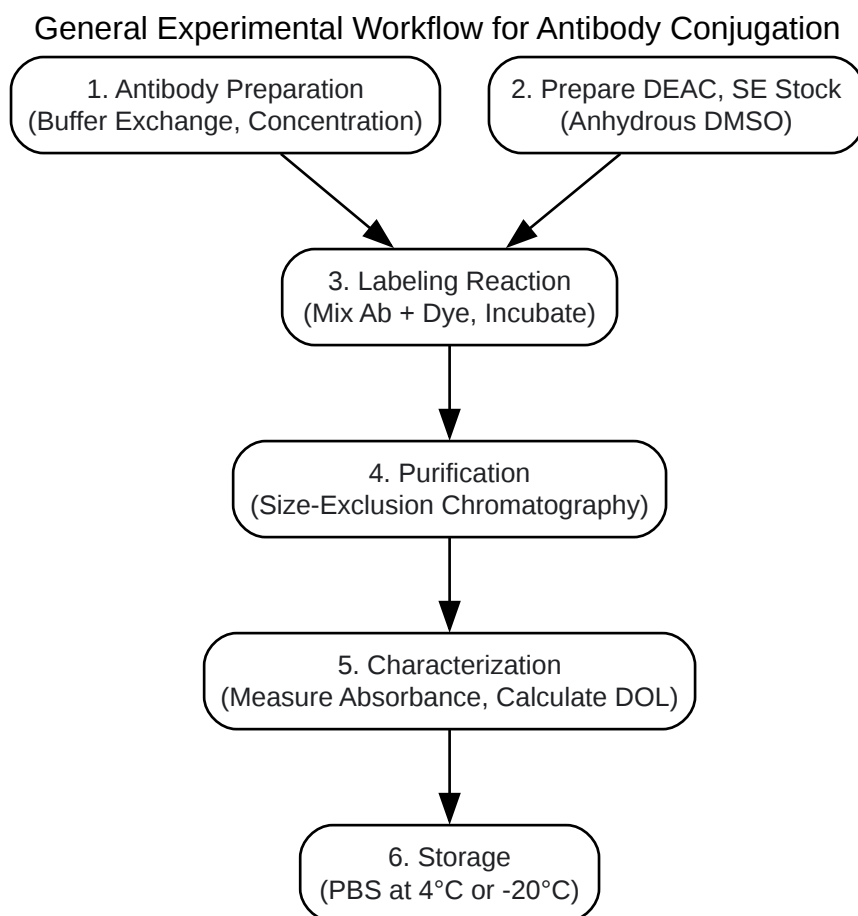 General Experimental Workflow for Antibody Conjugation
1. Antibody Preparation
(Buffer Exchange, Concentration)
2. Prepare DEAC, SE Stock
(Anhydrous DMSO)
3. Labeling Reaction
(Mix Ab + Dye, Incubate)
4. Purification
(Size-Exclusion Chromatography)
5. Characterization
(Measure Absorbance, Calculate DOL)
6. Storage
(PBS at 4°C or -20°C)